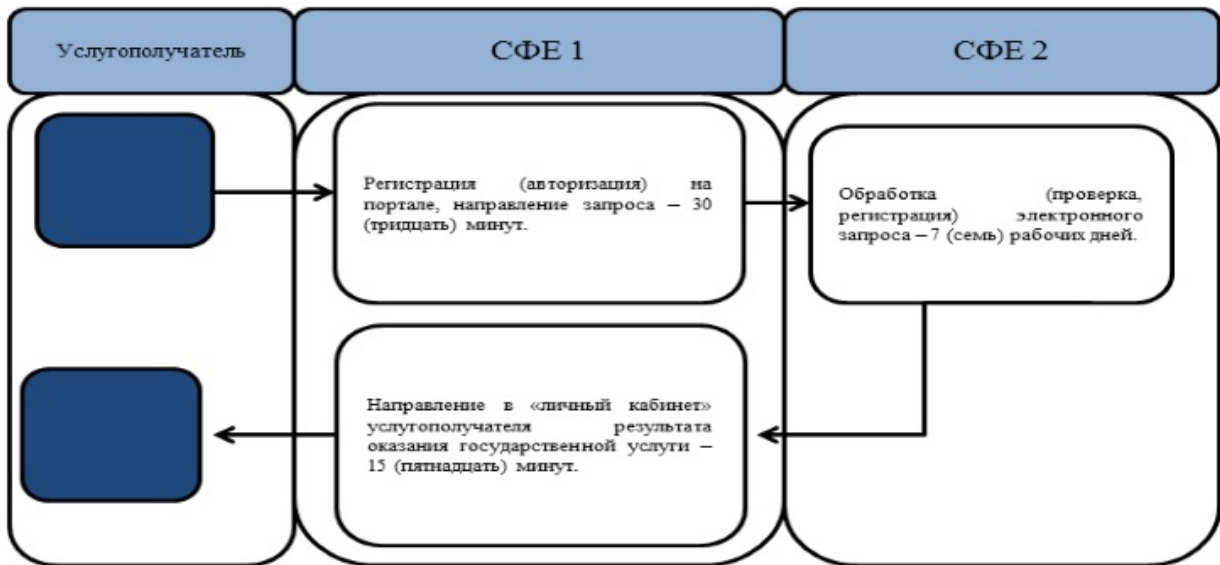 Услугополучатель
СФЕ 1
СФЕ 2
Регистрация (авторизация) на
портале, направление запроса – 30
(тридцать) минут.
Обработка (проверка,
регистрация) электронного
запроса – 7 (семь) рабочих дней.
Направление в «личный кабинет»
услугополучателя результата
оказания государственной услуги –
15 (пятнадцать) минут.